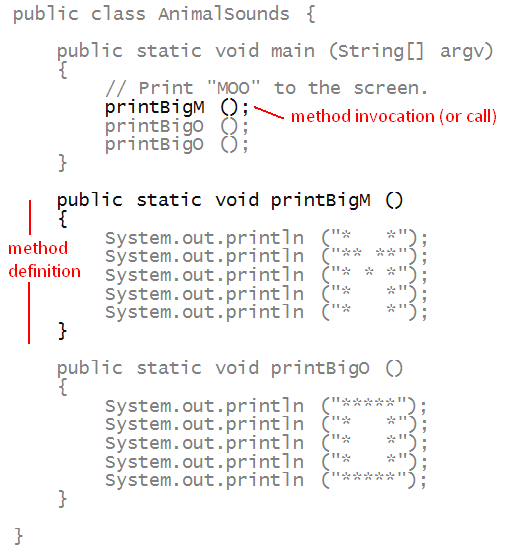 public class AnimalSounds {
public static void main (String[] argv)
{
// Print "MOO" to the screen.
printBigM ();
method invocation (or call)
printBigO ();
printBigO ();
}
public static void printBigM ()
{
method
definition
System.out.println ("*   *");
System.out.println ("** **");
System.out.println ("* * *");
System.out.println ("*   *");
System.out.println ("*   *");
}
public static void printBigO ()
{
System.out.println ("*****");
System.out.println ("*   *");
System.out.println ("*   *");
System.out.println ("*   *");
System.out.println ("*****");
}
}